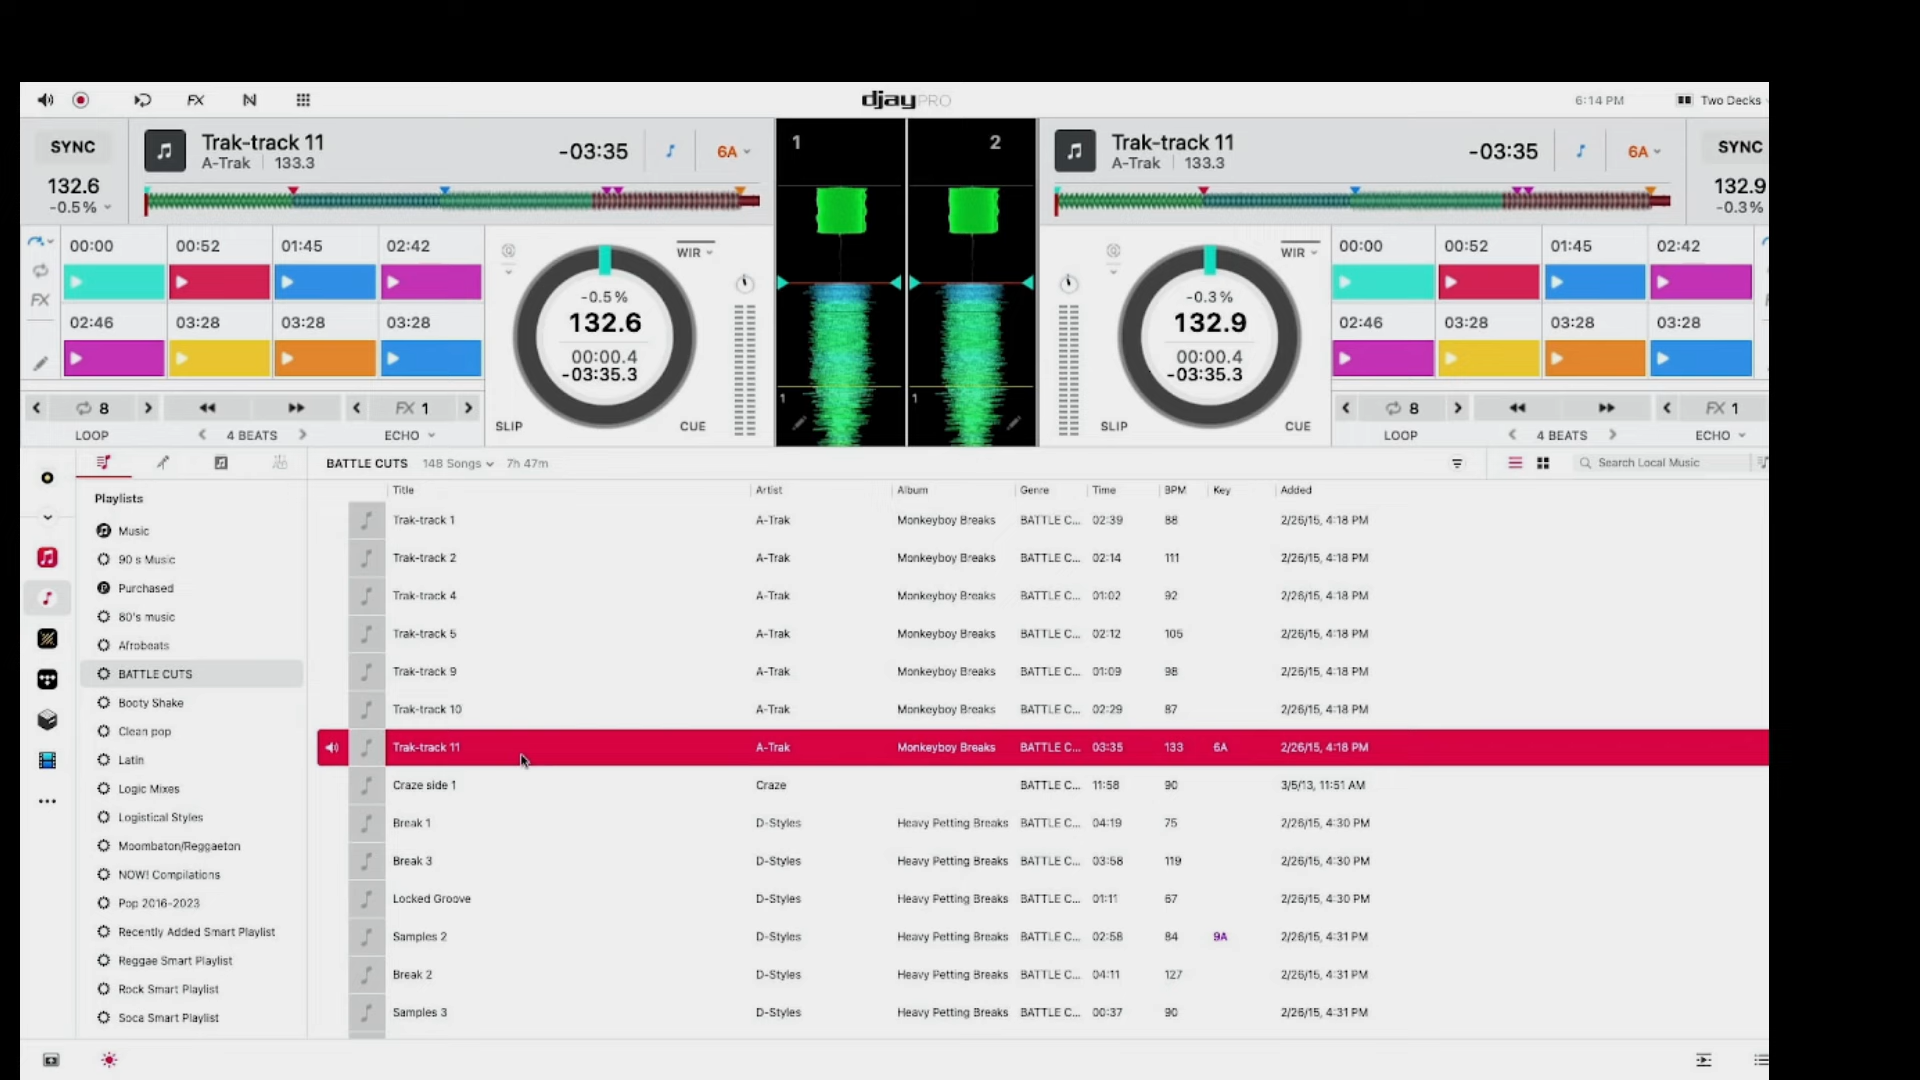 djay PRO
6:14 PM
Two Decks
FX
SYNC
Trak-track 11
A-Trak 133.3
-03:35
6A
132.6
-0.5%
1
2
Trak-track 11
A-Trak 133.3
-03:35
6A
SYNC
132.9
-0.3%
00:00 00:52 01:45 02:42
02:46 03:28 03:28 03:28
FX
WIR
-0.5%
132.6
00:00.4
-03:35.3
SLIP
CUE
1
1
WIR
-0.3%
132.9
00:00.4
-03:35.3
SLIP
CUE
00:00 00:52 01:45 02:42
02:46 03:28 03:28 03:28
8
FX 1
LOOP
4 BEATS
ECHO
8
FX 1
LOOP
4 BEATS
ECHO
BATTLE CUTS 148 Songs 7h 47m
Search Local Music
Playlists
Music
90 s Music
Purchased
80's music
Afrobeats
BATTLE CUTS
Booty Shake
Clean pop
Latin
Logic Mixes
Logistical Styles
Moombaton/Reggaeton
NOW! Compilations
Pop 2016-2023
Recently Added Smart Playlist
Reggae Smart Playlist
Rock Smart Playlist
Soca Smart Playlist
Title Artist Album Genre Time BPM Key Added
Trak-track 1 A-Trak Monkeyboy Breaks BATTLE C... 02:39 88 2/26/15, 4:18 PM
Trak-track 2 A-Trak Monkeyboy Breaks BATTLE C... 02:14 111 2/26/15, 4:18 PM
Trak-track 4 A-Trak Monkeyboy Breaks BATTLE C... 01:02 92 2/26/15, 4:18 PM
Trak-track 5 A-Trak Monkeyboy Breaks BATTLE C... 02:12 105 2/26/15, 4:18 PM
Trak-track 9 A-Trak Monkeyboy Breaks BATTLE C... 01:09 98 2/26/15, 4:18 PM
Trak-track 10 A-Trak Monkeyboy Breaks BATTLE C... 02:29 87 2/26/15, 4:18 PM
Trak-track 11 A-Trak Monkeyboy Breaks BATTLE C... 03:35 133 6A 2/26/15, 4:18 PM
Craze side 1 Craze BATTLE C... 11:58 90 3/5/13, 11:51 AM
Break 1 D-Styles Heavy Petting Breaks BATTLE C... 04:19 75 2/26/15, 4:30 PM
Break 3 D-Styles Heavy Petting Breaks BATTLE C... 03:58 119 2/26/15, 4:30 PM
Locked Groove D-Styles Heavy Petting Breaks BATTLE C... 01:11 67 2/26/15, 4:30 PM
Samples 2 D-Styles Heavy Petting Breaks BATTLE C... 02:58 84 9A 2/26/15, 4:31 PM
Break 2 D-Styles Heavy Petting Breaks BATTLE C... 04:11 127 2/26/15, 4:31 PM
Samples 3 D-Styles Heavy Petting Breaks BATTLE C... 00:37 90 2/26/15, 4:31 PM